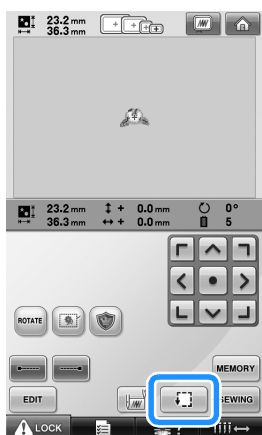 23.2 mm
36.3 mm
23.2 mm + 0.0 mm 0°
36.3 mm + 0.0 mm 5
ROTATE
MEMORY
EDIT
SEWING
LOCK ?